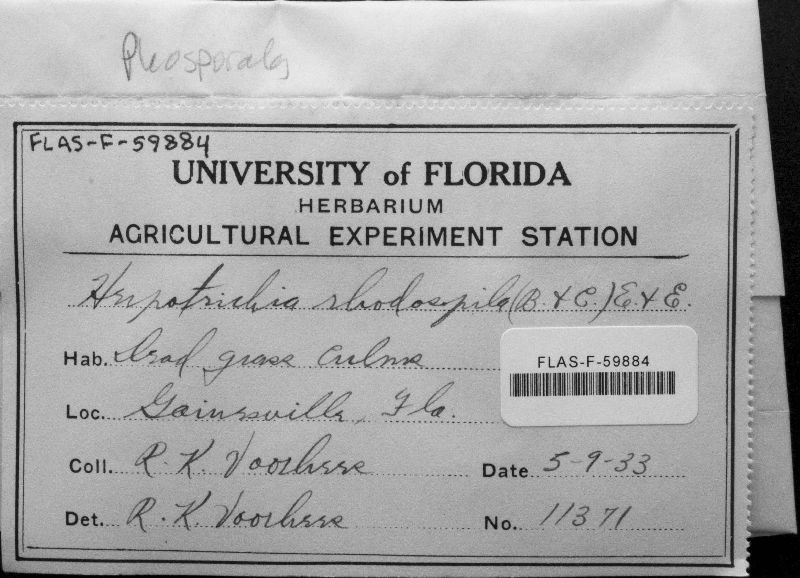 Pleosporales
FLAS-F-59884
UNIVERSITY of FLORIDA
HERBARIUM
AGRICULTURAL EXPERIMENT STATION
Herpotrichia rhodospila (B. & C.) E. & E.
Hab. Dead grass culms
FLAS-F-59884
Loc. Gainesville, Fla.
Coll. R. K. Voorhees
Date 5-9-33
Det. R. K. Voorhees
No. 11371